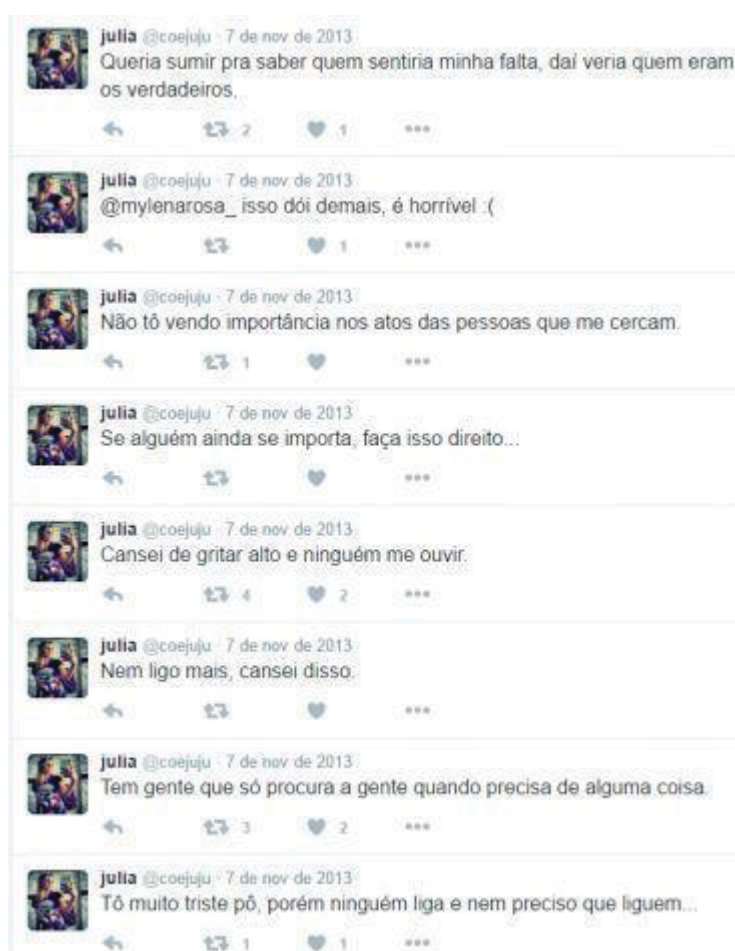 julia @coejuju · 7 de nov de 2013
Queria sumir pra saber quem sentiria minha falta, daí veria quem eram
os verdadeiros.
2 1
julia @coejuju · 7 de nov de 2013
@mylenarosa_ isso dói demais, é horrível :(
1
julia @coejuju · 7 de nov de 2013
Não tô vendo importância nos atos das pessoas que me cercam.
1
julia @coejuju · 7 de nov de 2013
Se alguém ainda se importa, faça isso direito...
julia @coejuju · 7 de nov de 2013
Cansei de gritar alto e ninguém me ouvir.
4 2
julia @coejuju · 7 de nov de 2013
Nem ligo mais, cansei disso.
julia @coejuju · 7 de nov de 2013
Tem gente que só procura a gente quando precisa de alguma coisa.
3 2
julia @coejuju · 7 de nov de 2013
Tô muito triste pô, porém ninguém liga e nem preciso que liguem...
1 1